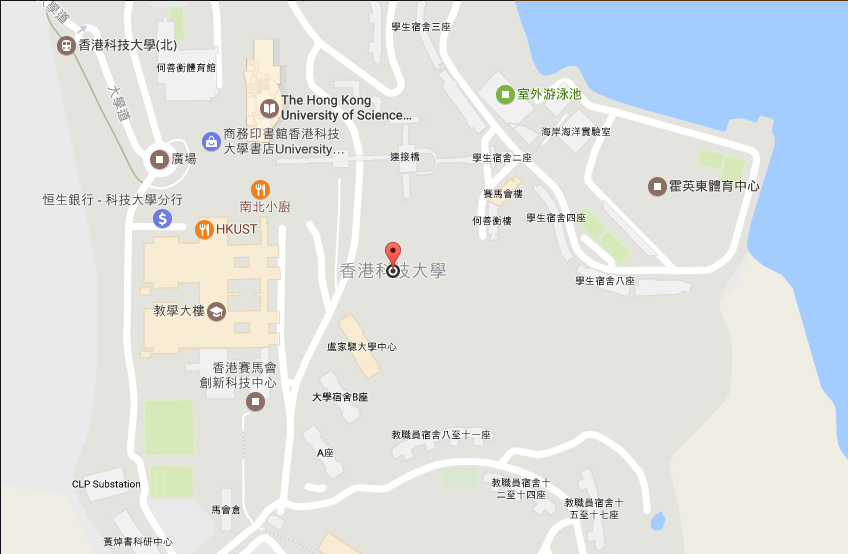 大學道
學生宿舍三座
香港科技大學(北)
何善衡體育館
大學道
室外游泳池
The Hong Kong
University of Science...
海岸海洋實驗室
商務印書館香港科技
大學書店University...
廣場
連接橋
學生宿舍二座
霍英東體育中心
賽馬會樓
恒生銀行 - 科技大學分行
南北小廚
何善衡樓
學生宿舍四座
HKUST
香港科技大學
學生宿舍八座
教學大樓
盧家驄大學中心
香港賽馬會
創新科技中心
大學宿舍B座
教職員宿舍八至十一座
A座
CLP Substation
教職員宿舍十
二至十四座
教職員宿舍十
五至十七座
馬會倉
黃焯書科研中心